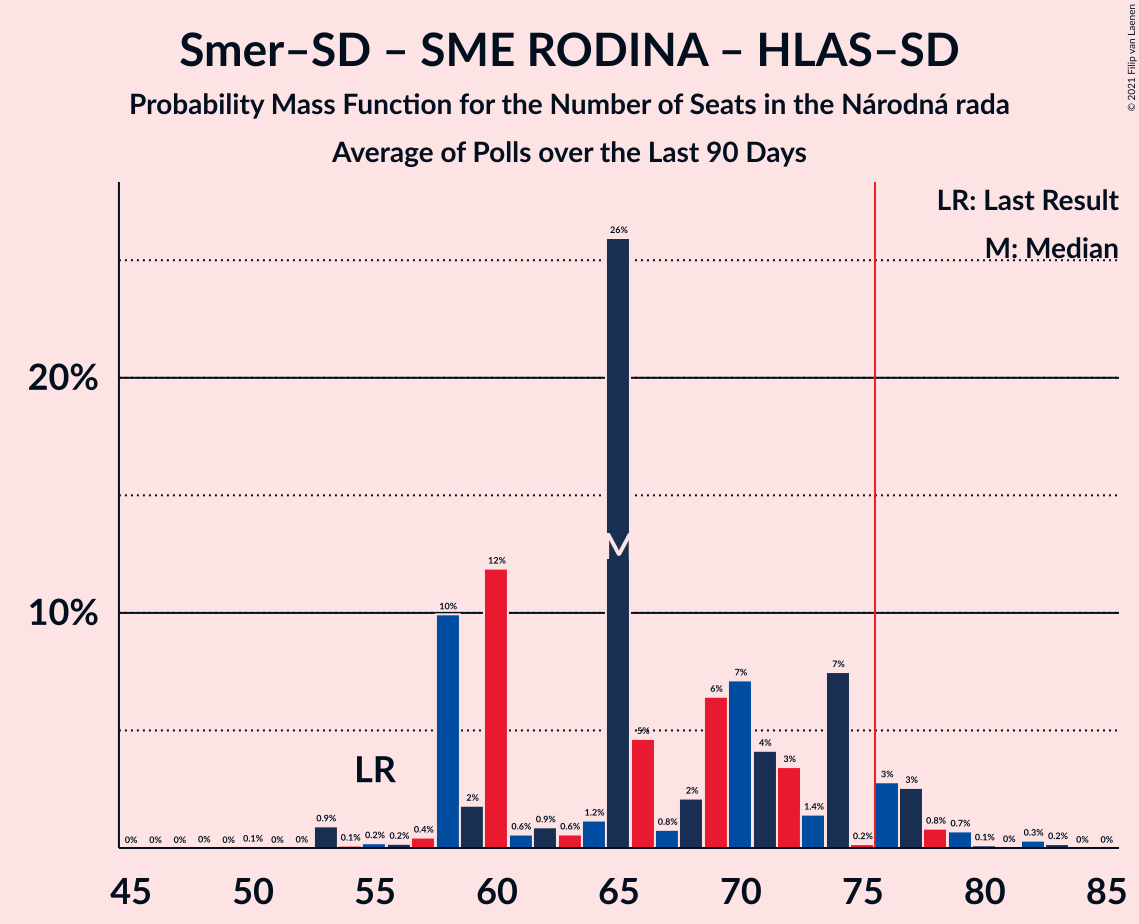 Smer–SD – SME RODINA – HLAS–SD
Probability Mass Function for the Number of Seats in the Národná rada
Average of Polls over the Last 90 Days
© 2021 Filip van Laenen
LR: Last Result
M: Median
20%
10%
LR
M
0% 0% 0% 0% 0% 0.1% 0% 0% 0.9% 0.1% 0.2% 0.2% 0.4% 10% 2% 12% 0.6% 0.9% 0.6% 1.2% 26% 5% 0.8% 2% 6% 7% 4% 3% 1.4% 7% 0.2% 3% 3% 0.8% 0.7% 0.1% 0% 0.3% 0.2% 0% 0%
45 50 55 60 65 70 75 80 85